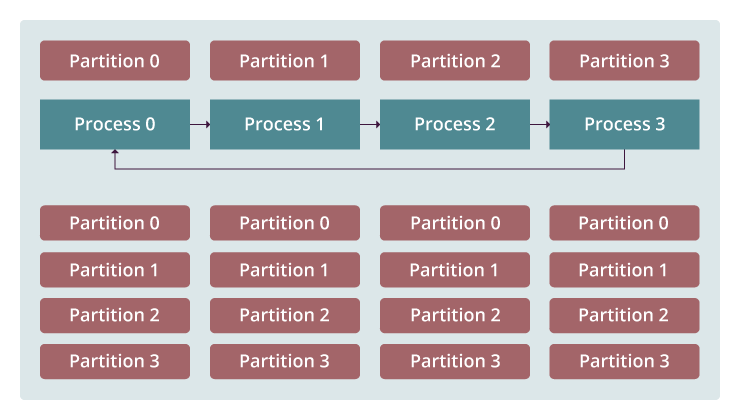 Partition 0 Partition 1 Partition 2 Partition 3
Process 0 Process 1 Process 2 Process 3
Partition 0 Partition 0 Partition 0 Partition 0
Partition 1 Partition 1 Partition 1 Partition 1
Partition 2 Partition 2 Partition 2 Partition 2
Partition 3 Partition 3 Partition 3 Partition 3